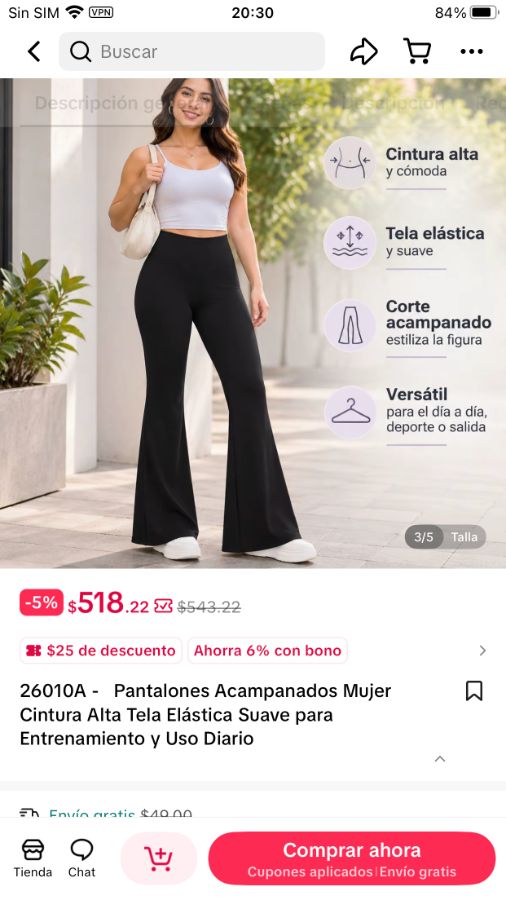 Sin SIM VPN 20:30 84%
Buscar
Descripción
Cintura alta
y cómoda
Tela elástica
y suave
Corte
acampanado
estiliza la figura
Versátil
para el día a día,
deporte o salida
3/5 Talla
-5% $518.22 $543.22
$25 de descuento Ahorra 6% con bono
26010A - Pantalones Acampanados Mujer
Cintura Alta Tela Elástica Suave para
Entrenamiento y Uso Diario
Envío gratis $49.00
Tienda Chat
Comprar ahora
Cupones aplicados | Envío gratis